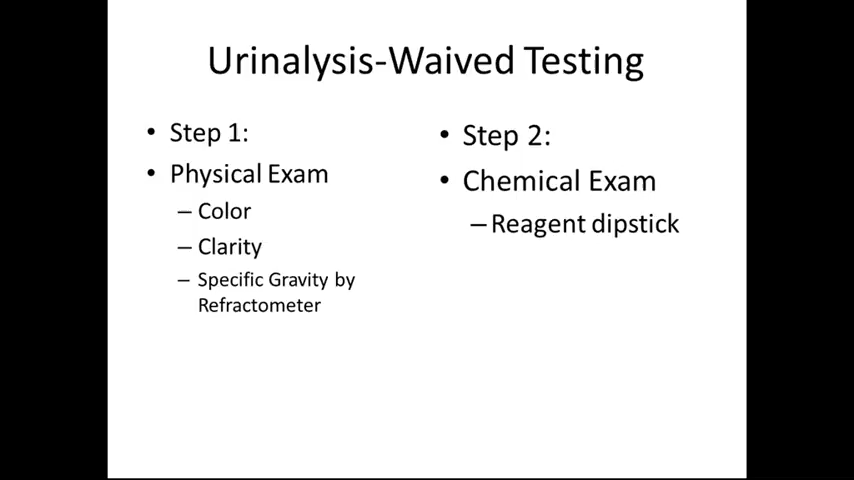 Urinalysis-Waived Testing
• Step 1:
• Physical Exam
– Color
– Clarity
– Specific Gravity by
Refractometer
• Step 2:
• Chemical Exam
–Reagent dipstick